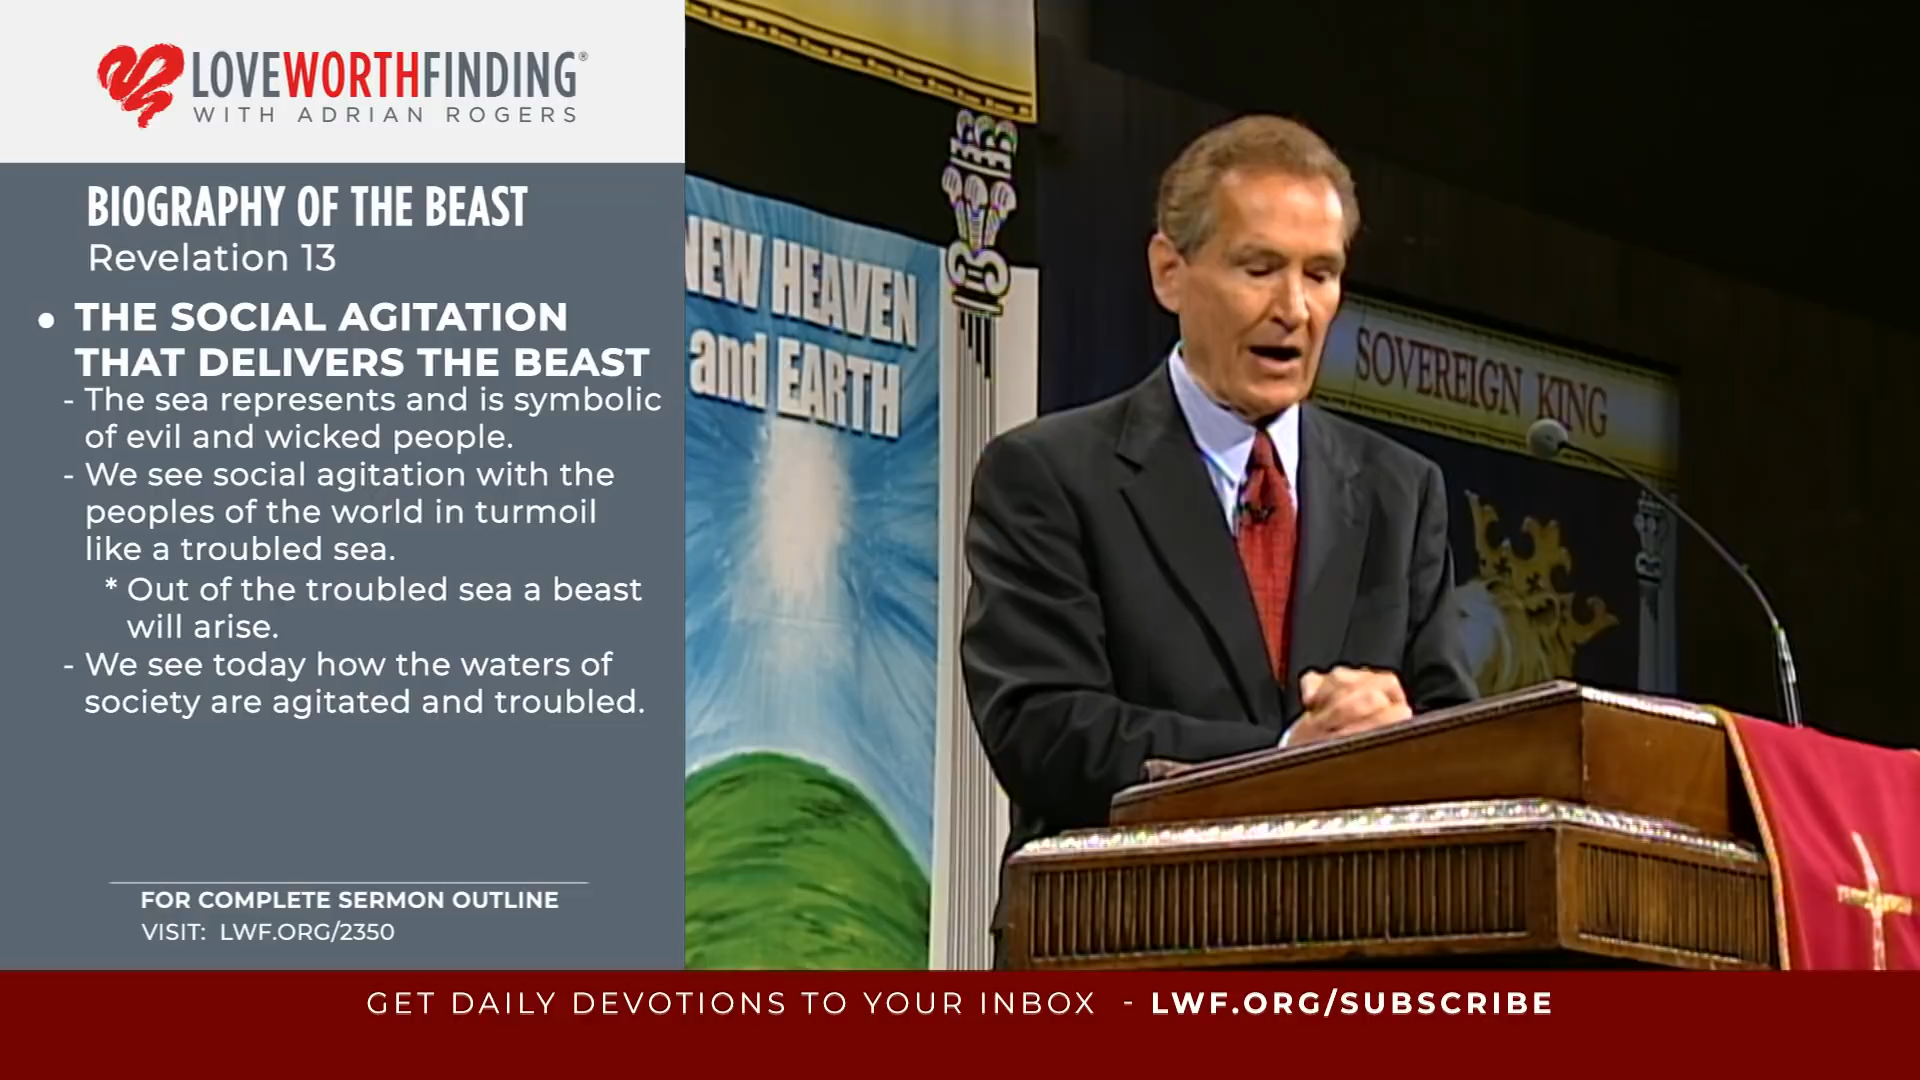 LOVEWORTHFINDING®
WITH ADRIAN ROGERS
BIOGRAPHY OF THE BEAST
Revelation 13
• THE SOCIAL AGITATION
THAT DELIVERS THE BEAST
- The sea represents and is symbolic
of evil and wicked people.
- We see social agitation with the
peoples of the world in turmoil
like a troubled sea.
* Out of the troubled sea a beast
will arise.
- We see today how the waters of
society are agitated and troubled.
FOR COMPLETE SERMON OUTLINE
VISIT: LWF.ORG/2350
NEW HEAVEN
and EARTH
SOVEREIGN KING
GET DAILY DEVOTIONS TO YOUR INBOX - LWF.ORG/SUBSCRIBE